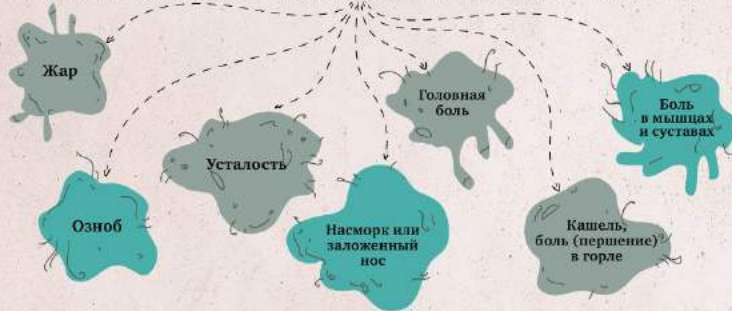 Жар
Головная
боль
Боль
в мышцах
и суставах
Усталость
Озноб
Насморк или
заложенный
нос
Кашель,
боль (першение)
в горле